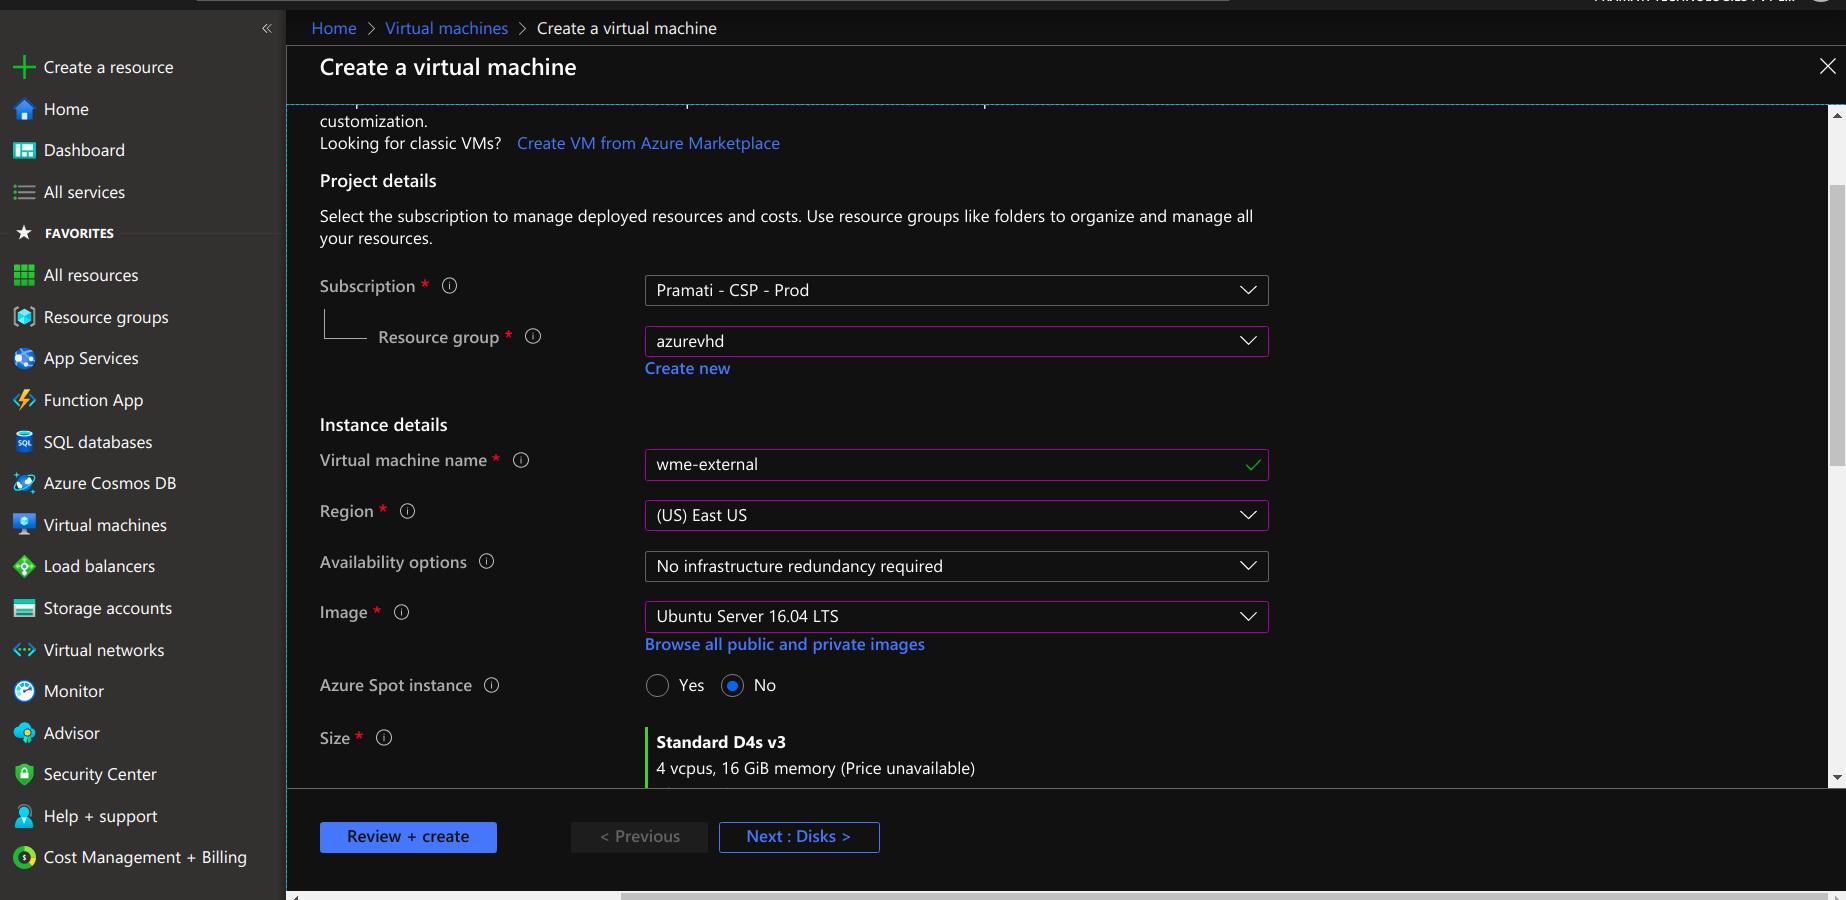 «
Create a resource
Home
Dashboard
All services
FAVORITES
All resources
Resource groups
App Services
Function App
SQL databases
Azure Cosmos DB
Virtual machines
Load balancers
Storage accounts
Virtual networks
Monitor
Advisor
Security Center
Help + support
Cost Management + Billing
Home > Virtual machines > Create a virtual machine
Create a virtual machine
customization.
Looking for classic VMs? Create VM from Azure Marketplace
Project details
Select the subscription to manage deployed resources and costs. Use resource groups like folders to organize and manage all
your resources.
Subscription * Pramati - CSP - Prod
Resource group * azurevhd
Create new
Instance details
Virtual machine name * wme-external
Region * (US) East US
Availability options No infrastructure redundancy required
Image * Ubuntu Server 16.04 LTS
Browse all public and private images
Azure Spot instance Yes No
Size * Standard D4s v3
4 vcpus, 16 GiB memory (Price unavailable)
Review + create < Previous Next : Disks >